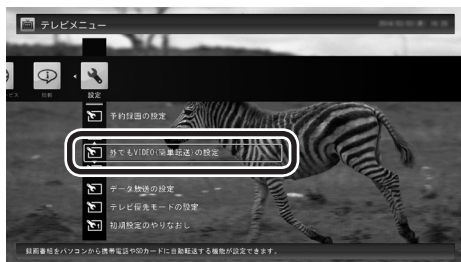 テレビメニュー
設定
予約録画の設定
外でもVIDEO(簡単転送)の設定
データ放送の設定
テレビ優先モードの設定
初期設定のやりなおし
録画番組をパソコンから携帯電話やSDカードに自動転送する機能が設定できます。